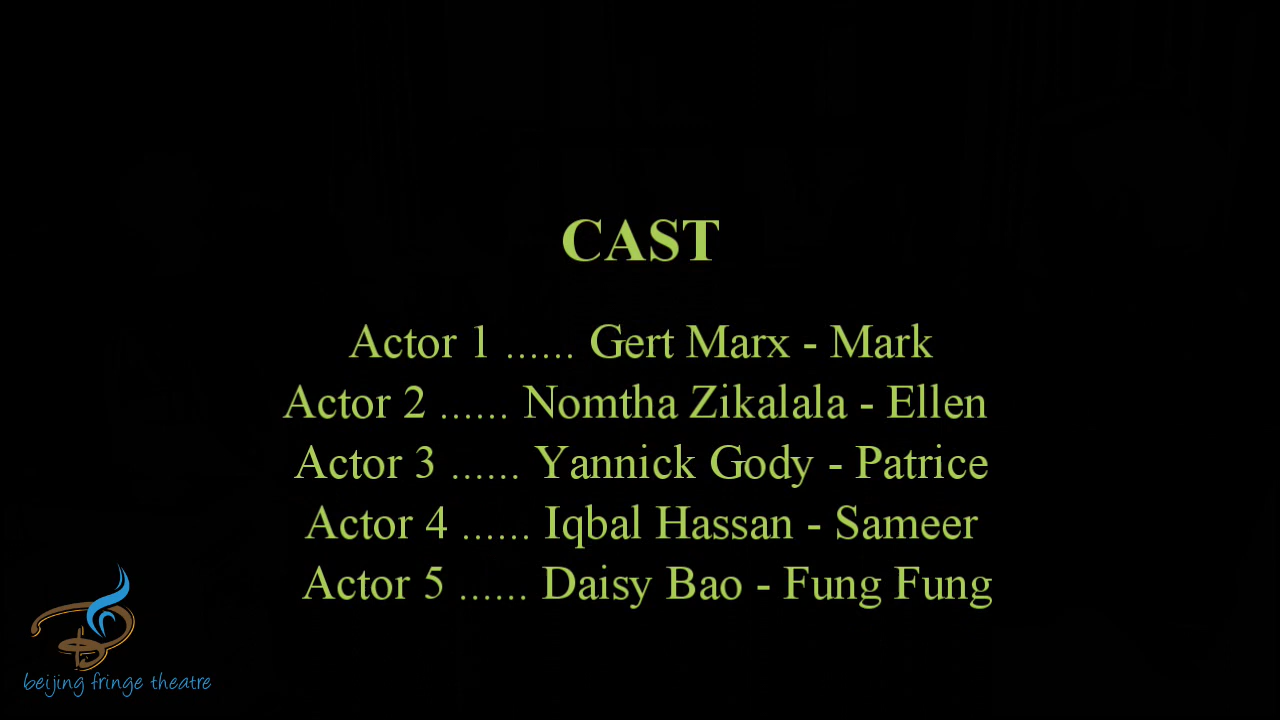 CAST
Actor 1 ...... Gert Marx - Mark
Actor 2 ...... Nomtha Zikalala - Ellen
Actor 3 ...... Yannick Gody - Patrice
Actor 4 ...... Iqbal Hassan - Sameer
Actor 5 ...... Daisy Bao - Fung Fung
beijing fringe theatre